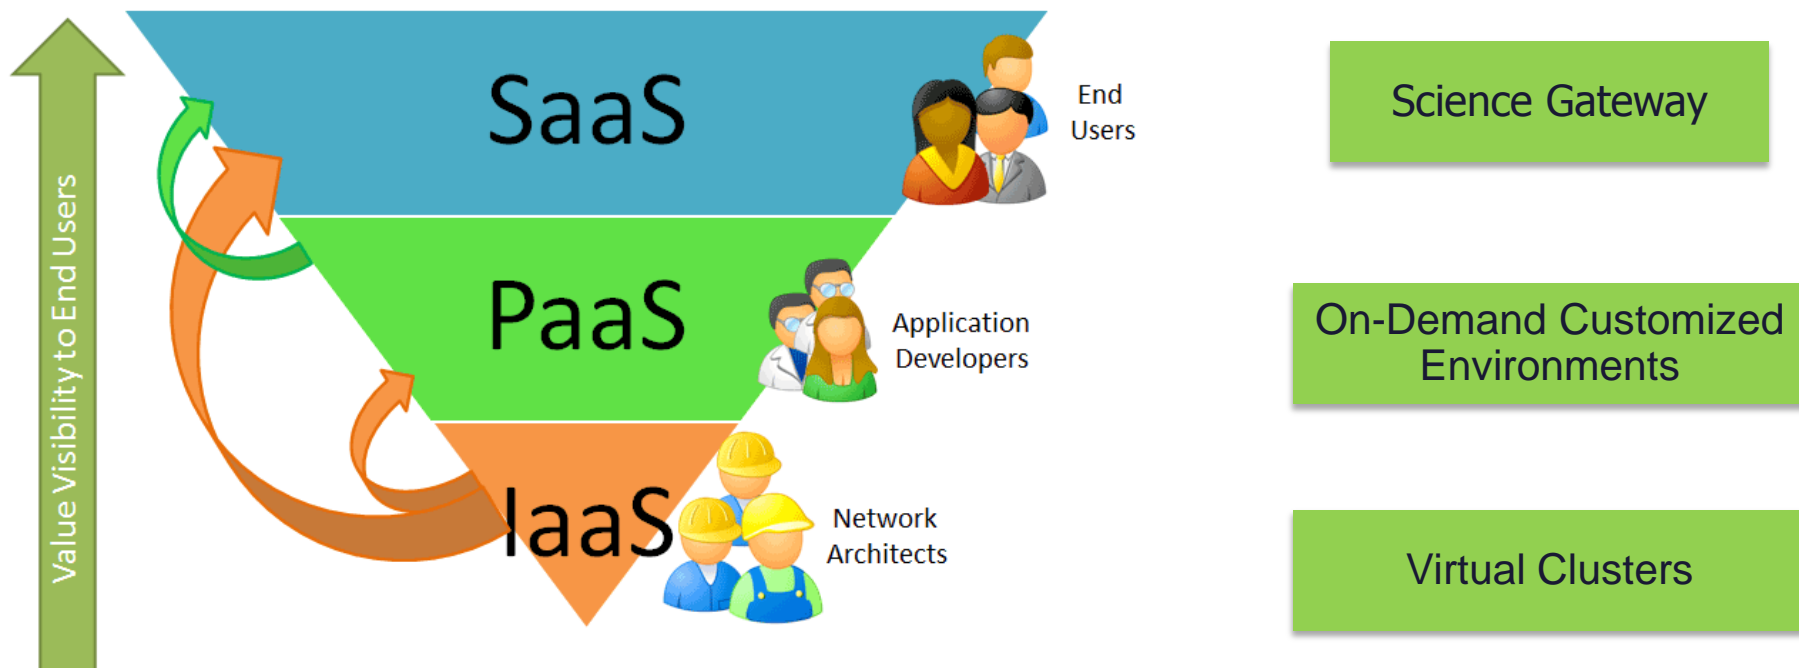 Value Visibility to End Users
SaaS
End
Users
Science Gateway
PaaS
Application
Developers
On-Demand Customized
Environments
IaaS
Network
Architects
Virtual Clusters